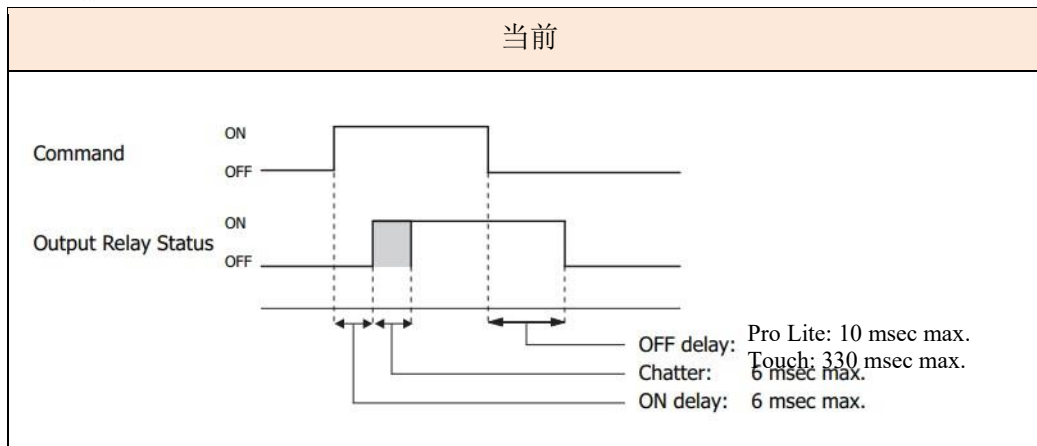 当前
Command
ON
OFF
Output Relay Status
ON
OFF
OFF delay: Pro Lite: 10 msec max.
Touch: 330 msec max.
Chatter: 6 msec max.
ON delay: 6 msec max.